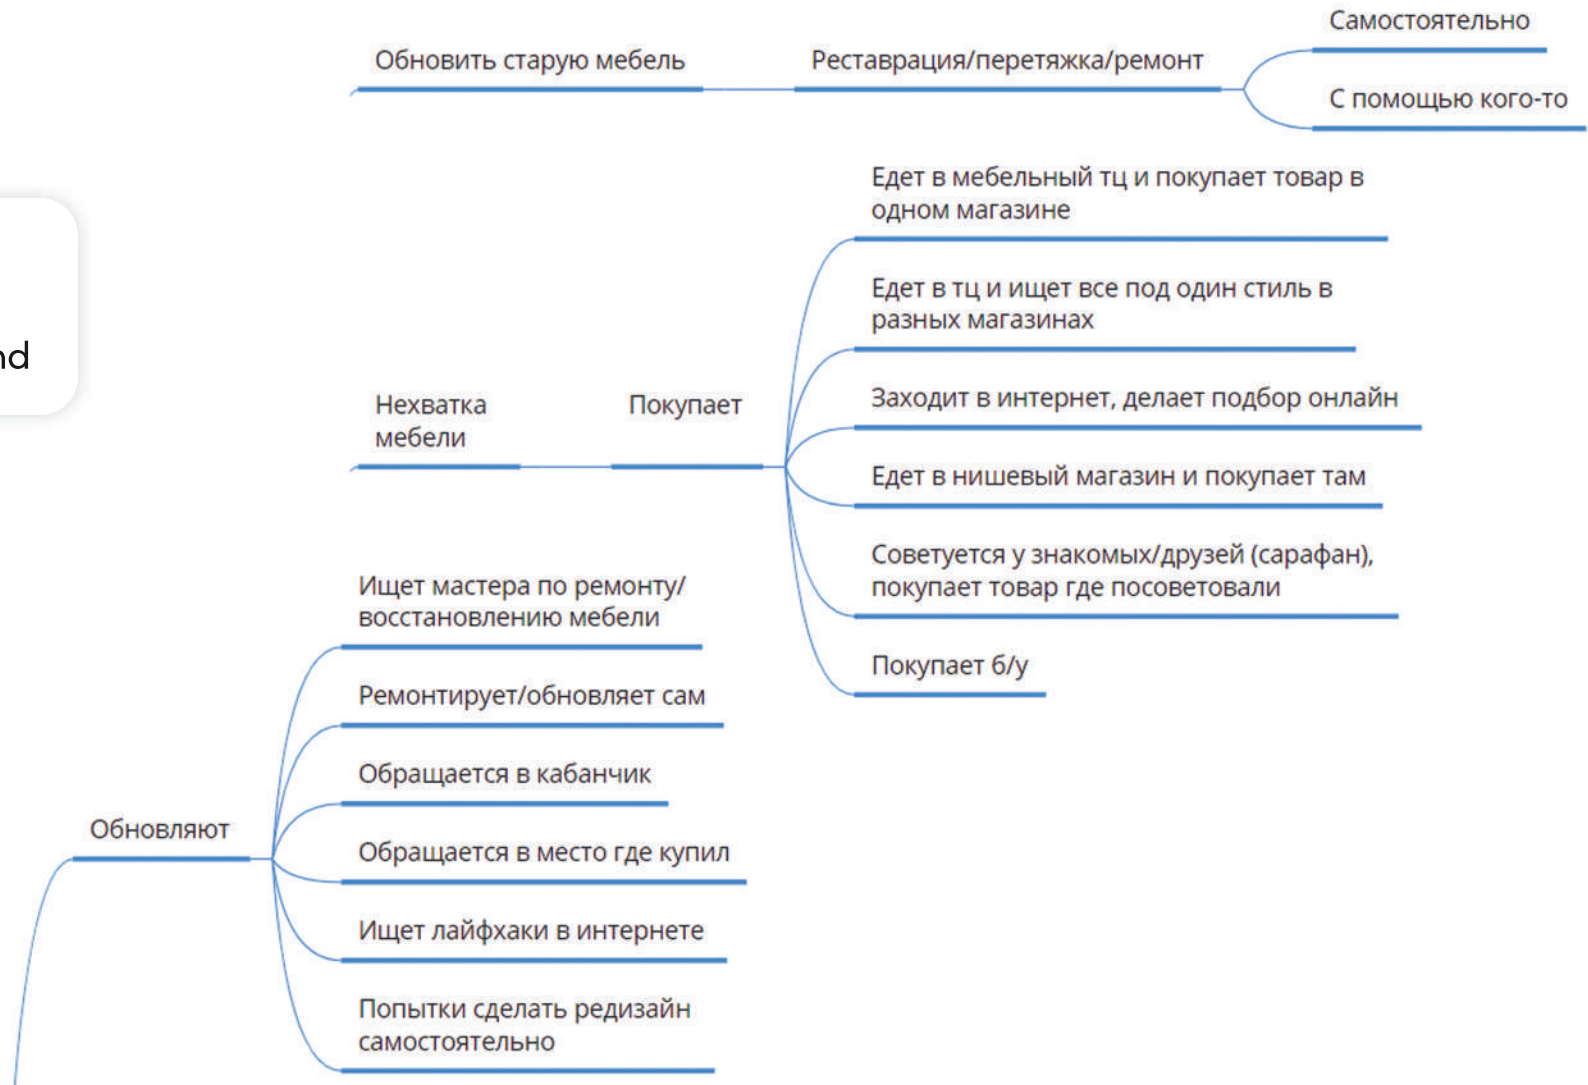 Самостоятельно
Обновить старую мебель
Реставрация/перетяжка/ремонт
С помощью кого-то
Едет в мебельный тц и покупает товар в
одном магазине
Едет в тц и ищет все под один стиль в
разных магазинах
nd
Нехватка
мебели
Покупает
Заходит в интернет, делает подбор онлайн
Едет в нишевый магазин и покупает там
Советуется у знакомых/друзей (сарафан),
покупает товар где посоветовали
Покупает б/у
Ищет мастера по ремонту/
восстановлению мебели
Ремонтирует/обновляет сам
Обращается в кабанчик
Обновляют
Обращается в место где купил
Ищет лайфхаки в интернете
Попытки сделать редизайн
самостоятельно